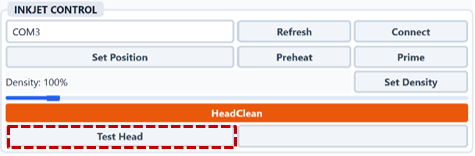 INKJET CONTROL
COM3 Refresh Connect
Set Position Preheat Prime
Density: 100% Set Density
HeadClean
Test Head